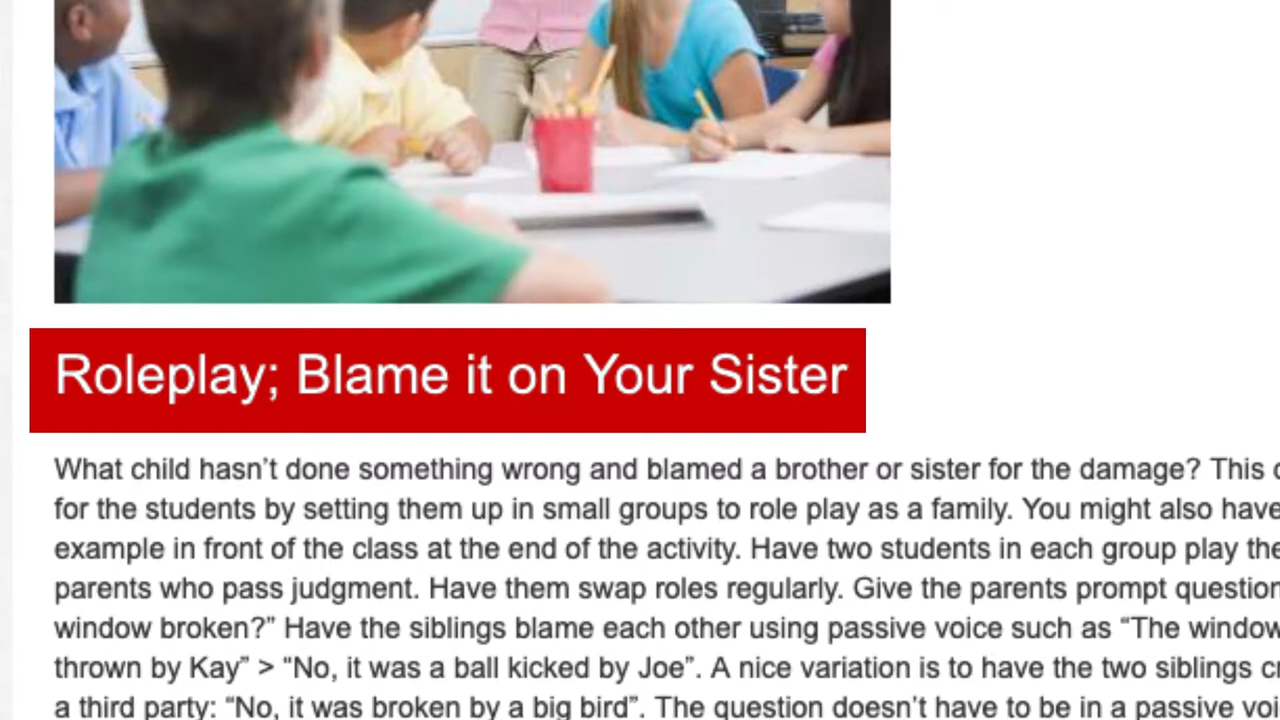 Roleplay; Blame it on Your Sister
What child hasn’t done something wrong and blamed a brother or sister for the damage? This
for the students by setting them up in small groups to role play as a family. You might also have
example in front of the class at the end of the activity. Have two students in each group play the
parents who pass judgment. Have them swap roles regularly. Give the parents prompt question
window broken?” Have the siblings blame each other using passive voice such as “The window
thrown by Kay” > “No, it was a ball kicked by Joe”. A nice variation is to have the two siblings
a third party: “No, it was broken by a big bird”. The question doesn’t have to be in a passive